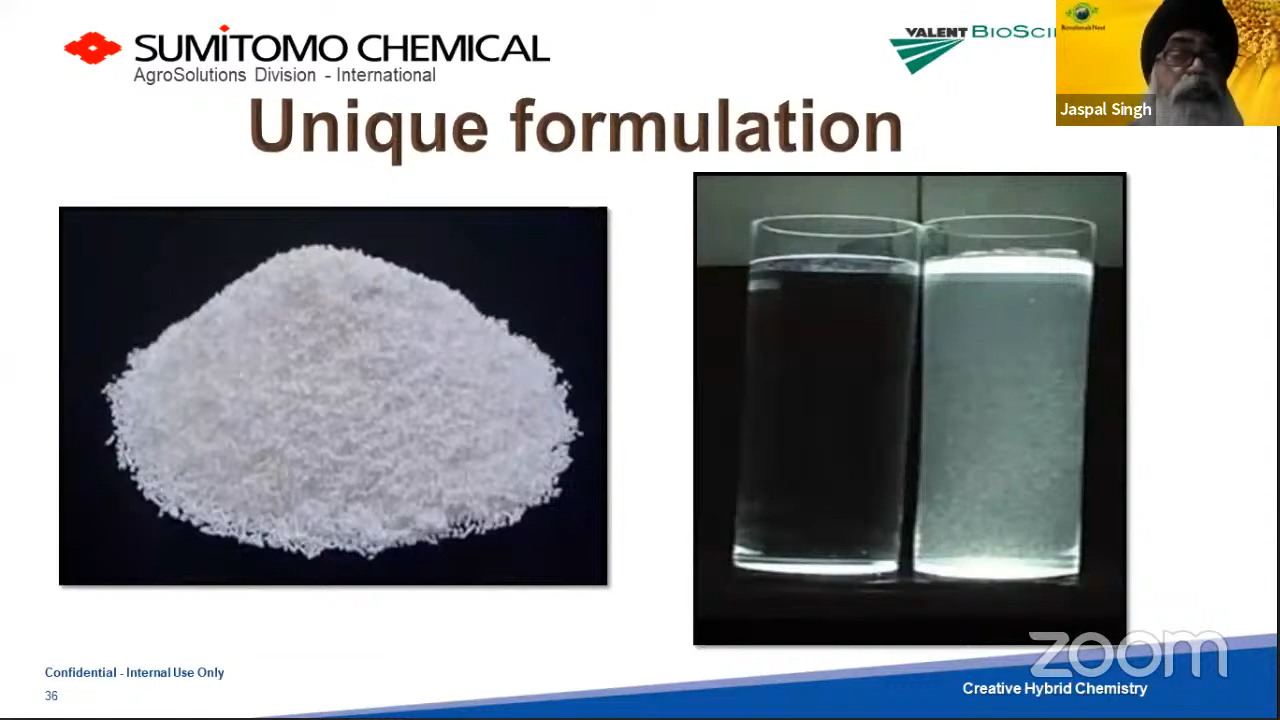 SUMITOMO CHEMICAL
AgroSolutions Division - International
VALENT BIOSCI
Jaspal Singh
Unique formulation
Confidential - Internal Use Only
36
Creative Hybrid Chemistry
zoom